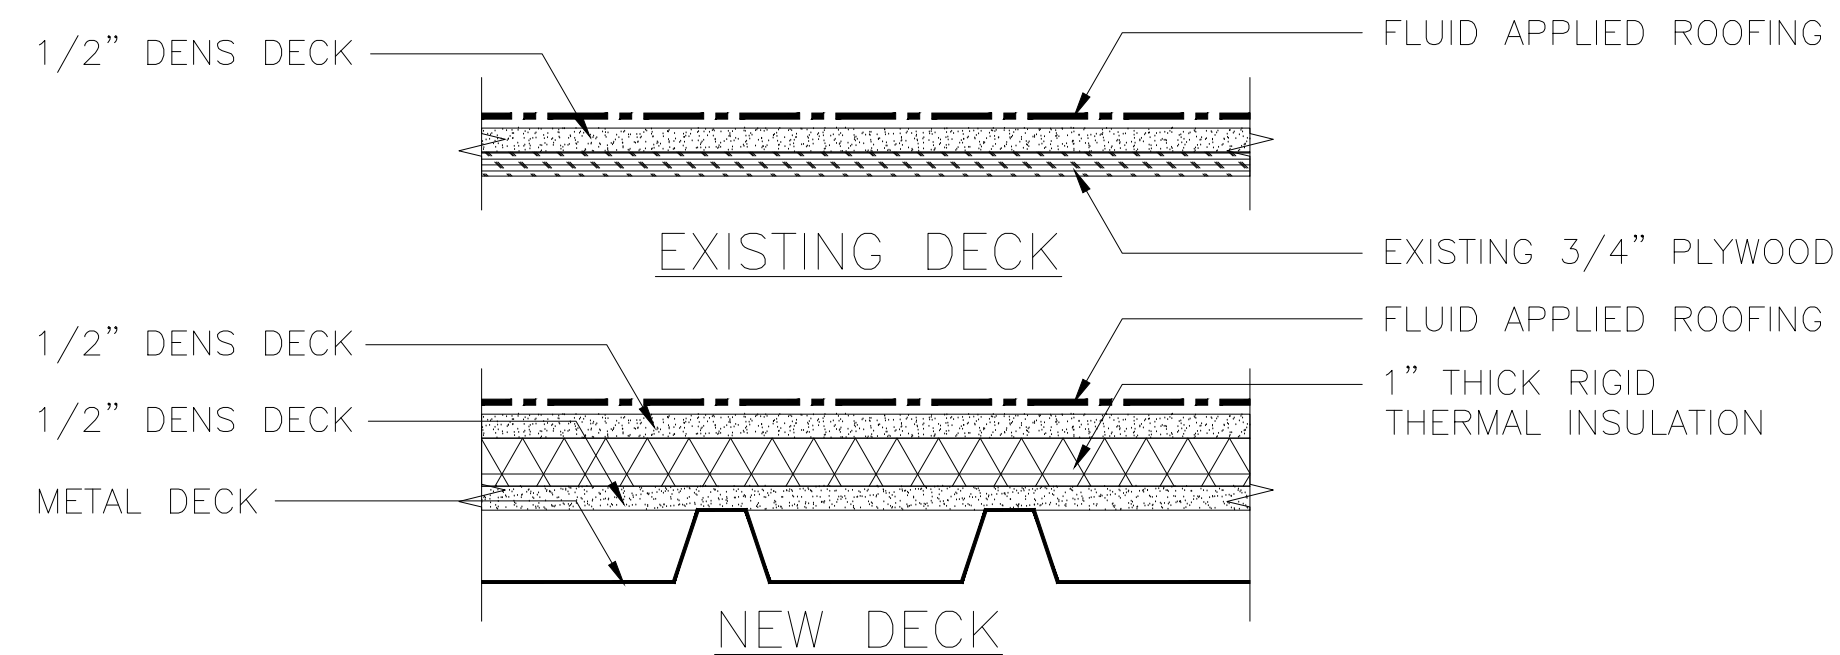 1/2” DENS DECK
FLUID APPLIED ROOFING
EXISTING DECK
EXISTING 3/4” PLYWOOD
FLUID APPLIED ROOFING
1/2” DENS DECK
1” THICK RIGID
THERMAL INSULATION
1/2” DENS DECK
METAL DECK
NEW DECK